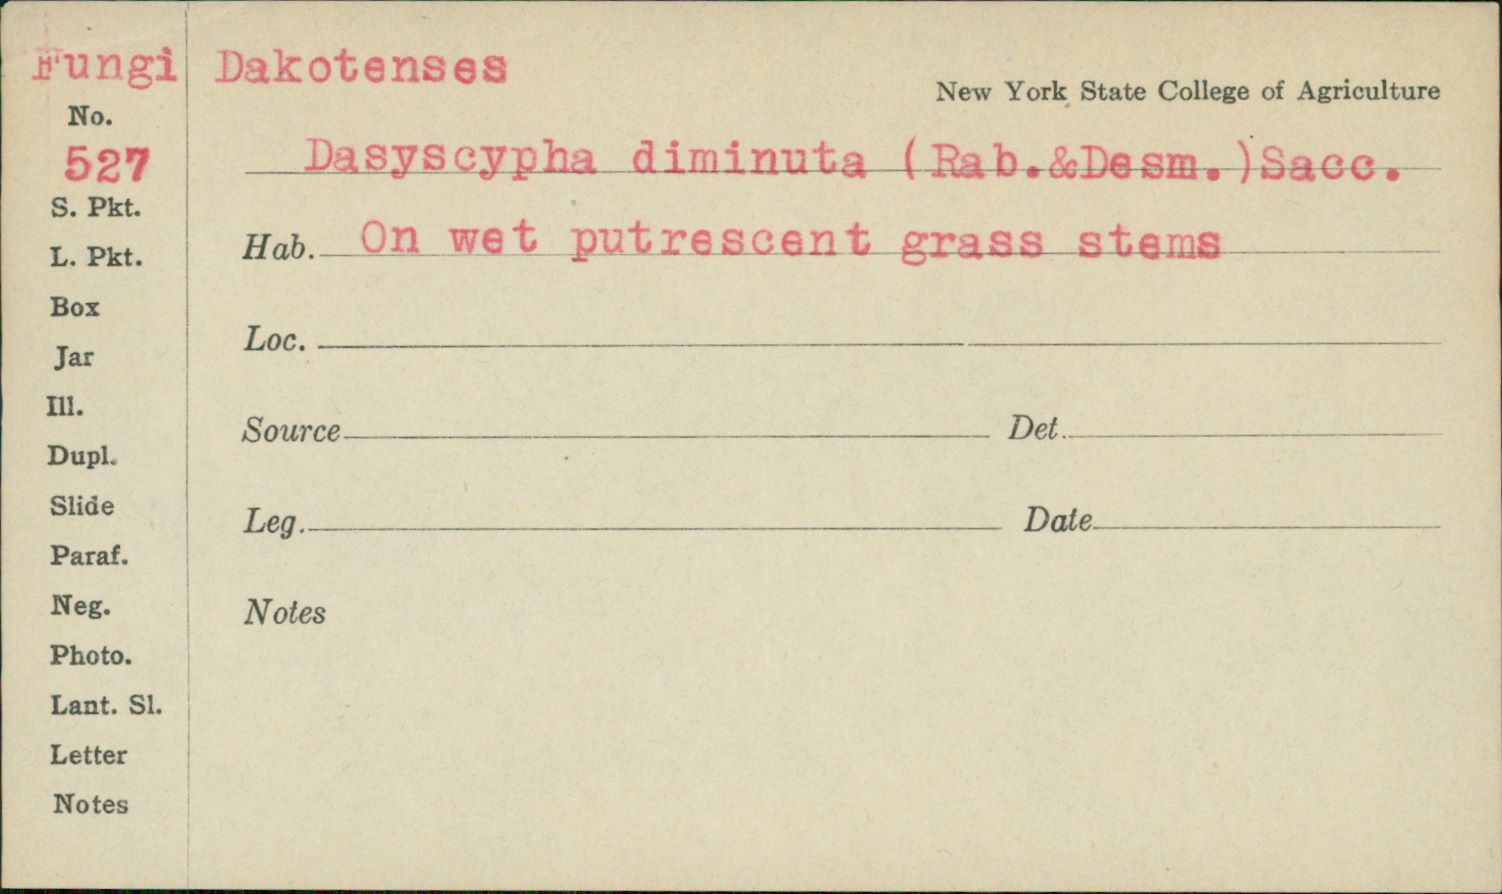 Fungi Dakotenses
New York State College of Agriculture
No.
527
Dasyscypha diminuta (Rab.&Desm.)Sacc.
S. Pkt.
Hab. On wet putrescent grass stems
L. Pkt.
Box
Loc.
Jar
Ill.
Source Det.
Dupl.
Slide
Leg. Date
Paraf.
Neg.
Notes
Photo.
Lant. Sl.
Letter
Notes